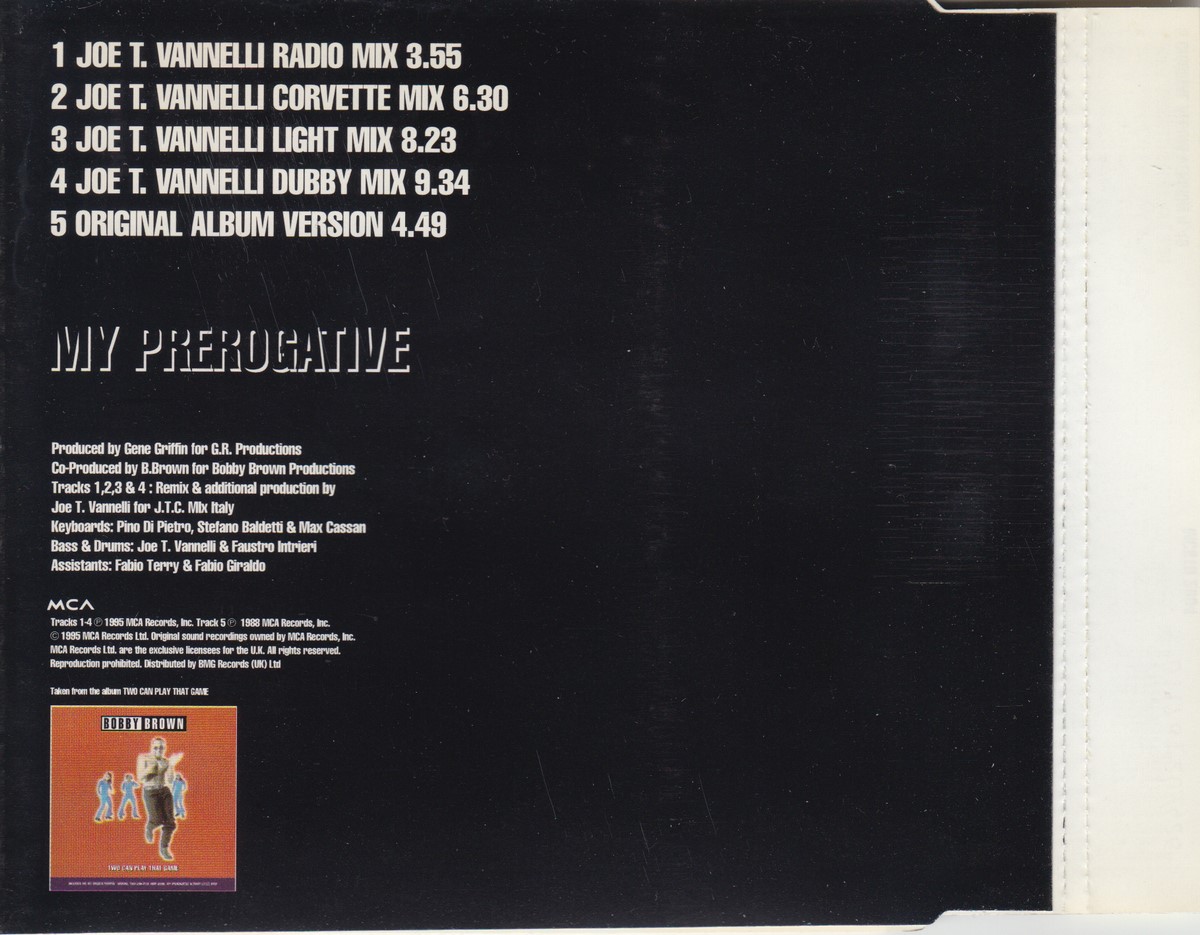 1 JOE T. VANNELLI RADIO MIX 3.55
2 JOE T. VANNELLI CORVETTE MIX 6.30
3 JOE T. VANNELLI LIGHT MIX 8.23
4 JOE T. VANNELLI DUBBY MIX 9.34
5 ORIGINAL ALBUM VERSION 4.49
MY PREROGATIVE
Produced by Gene Griffin for G.R. Productions
Co-Produced by B.Brown for Bobby Brown Productions
Tracks 1,2,3 & 4 : Remix & additional production by
Joe T. Vannelli for J.T.C. Mix Italy
Keyboards: Pino Di Pietro, Stefano Baldetti & Max Cassan
Bass & Drums: Joe T. Vannelli & Faustro Intrieri
Assistants: Fabio Terry & Fabio Giraldo
MCA
Tracks 1-4 ℗ 1995 MCA Records, Inc. Track 5 ℗ 1988 MCA Records, Inc.
© 1995 MCA Records Ltd. Original sound recordings owned by MCA Records, Inc.
MCA Records Ltd. are the exclusive licensees for the U.K. All rights reserved.
Reproduction prohibited. Distributed by BMG Records (UK) Ltd
Taken from the album TWO CAN PLAY THAT GAME
BOBBY BROWN
TWO CAN PLAY THAT GAME